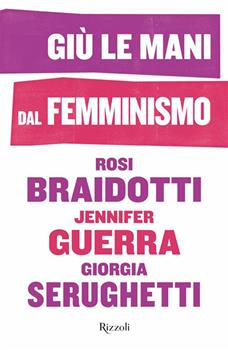 GIÙ LE MANI
DAL FEMMINISMO
ROSI
BRAIDOTTI
JENNIFER
GUERRA
GIORGIA
SERUGHETTI
Rizzoli